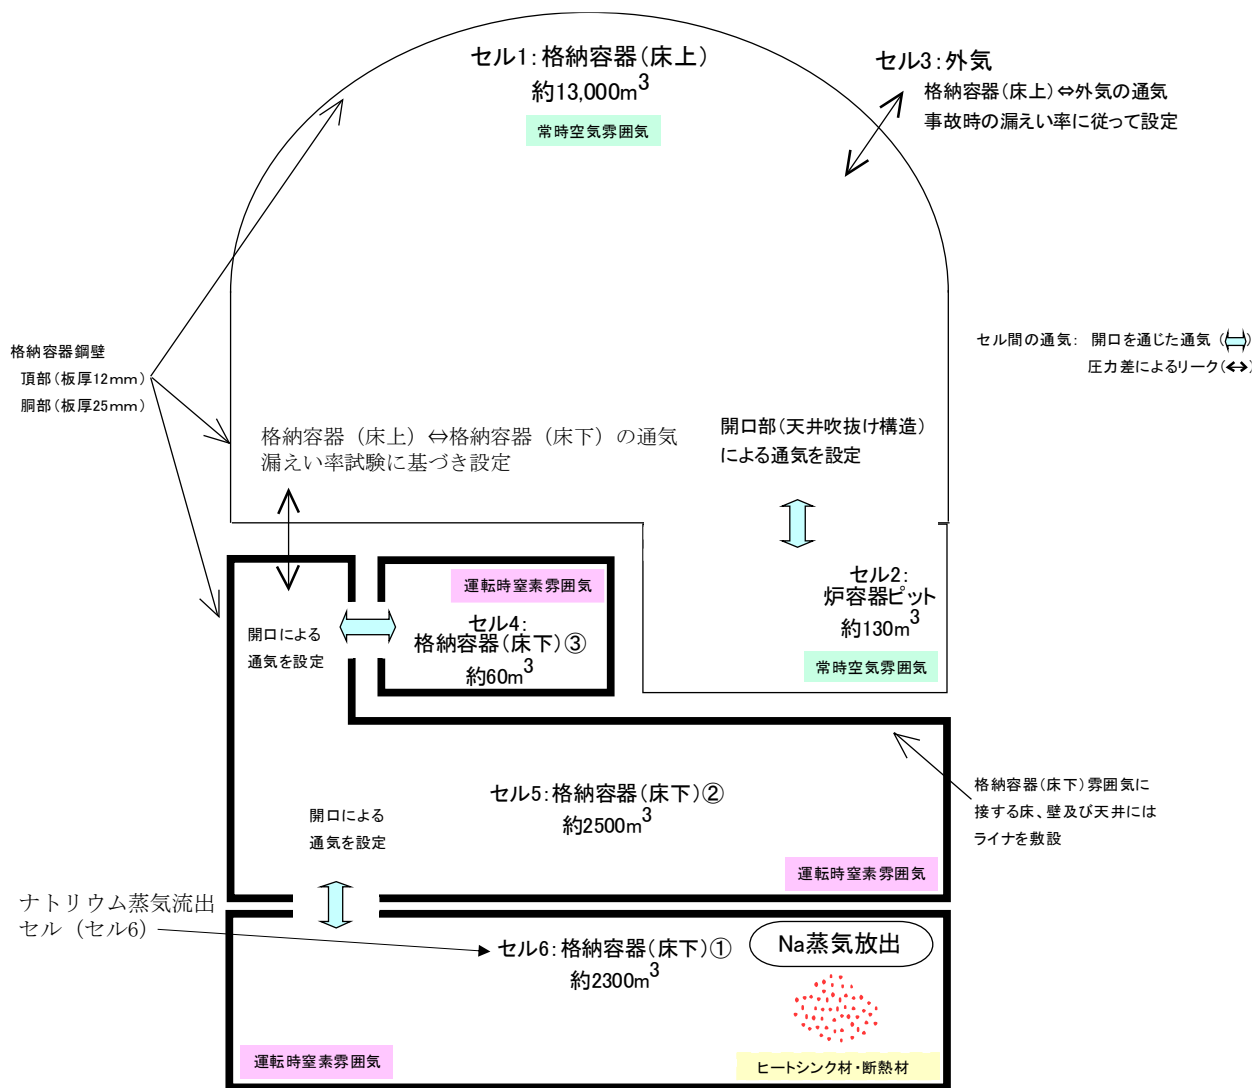 セル1：格納容器（床上）
約13,000m3
常時空気雰囲気
セル3：外気
格納容器（床上）⇔外気の通気
事故時の漏えい率に従って設定
格納容器鋼壁
頂部（板厚12mm）
胴部（板厚25mm）
セル間の通気： 開口を通じた通気（⇔）
圧力差によるリーク（↔）
格納容器（床上）⇔格納容器（床下）の通気
漏えい率試験に基づき設定
開口部（天井吹抜け構造）
による通気を設定
セル2：
炉容器ピット
約130m3
常時空気雰囲気
運転時窒素雰囲気
セル4：
格納容器（床下）③
約60m3
開口による
通気を設定
セル5：格納容器（床下）②
約2500m3
運転時窒素雰囲気
開口による
通気を設定
格納容器（床下）雰囲気に
接する床、壁及び天井には
ライナを敷設
ナトリウム蒸気流出
セル（セル6）
セル6：格納容器（床下）①
約2300m3
Na蒸気放出
運転時窒素雰囲気
ヒートシンク材・断熱材